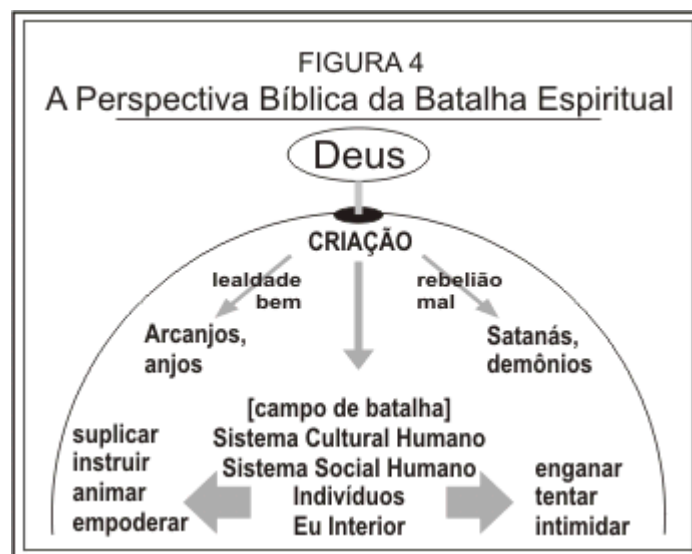 FIGURA 4
A Perspectiva Bíblica da Batalha Espiritual
Deus
CRIAÇÃO
lealdade
bem
rebelião
mal
Arcanjos,
anjos
Satanás,
demônios
[campo de batalha]
Sistema Cultural Humano
Sistema Social Humano
Indivíduos
Eu Interior
suplicar
instruir
animar
empoderar
enganar
tentar
intimidar